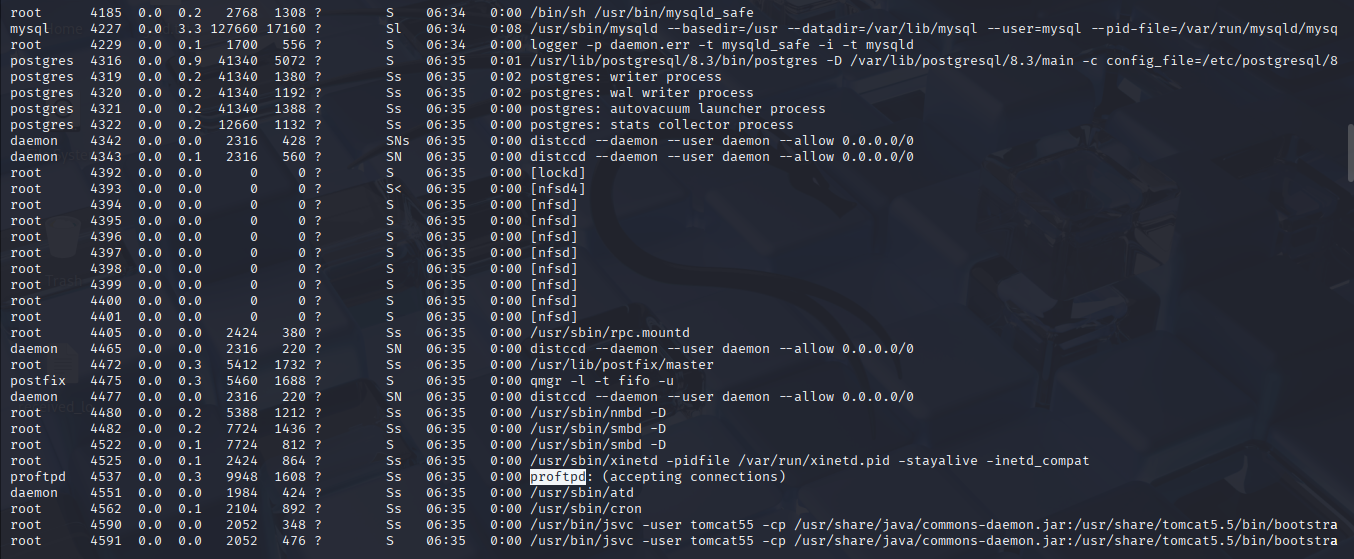 root 4185 0.0 0.2 2768 1308 ? S 06:34 0:00 /bin/sh /usr/bin/mysqld_safe
mysql 4227 0.0 3.3 127660 17160 ? Sl 06:34 0:08 /usr/sbin/mysqld --basedir=/usr --datadir=/var/lib/mysql --user=mysql --pid-file=/var/run/mysqld/mysq
root 4229 0.0 0.1 1700 556 ? S 06:34 0:00 logger -p daemon.err -t mysqld_safe -i -t mysqld
postgres 4316 0.0 0.9 41340 5072 ? S 06:35 0:01 /usr/lib/postgresql/8.3/bin/postgres -D /var/lib/postgresql/8.3/main -c config_file=/etc/postgresql/8
postgres 4319 0.0 0.2 41340 1380 ? Ss 06:35 0:02 postgres: writer process
postgres 4320 0.0 0.2 41340 1192 ? Ss 06:35 0:02 postgres: wal writer process
postgres 4321 0.0 0.2 41340 1388 ? Ss 06:35 0:00 postgres: autovacuum launcher process
postgres 4322 0.0 0.2 12660 1132 ? Ss 06:35 0:00 postgres: stats collector process
daemon 4342 0.0 0.0 2316 428 ? SNs 06:35 0:00 distccd --daemon --user daemon --allow 0.0.0.0/0
daemon 4343 0.0 0.1 2316 560 ? SN 06:35 0:00 distccd --daemon --user daemon --allow 0.0.0.0/0
root 4392 0.0 0.0 0 0 ? S 06:35 0:00 [lockd]
root 4393 0.0 0.0 0 0 ? S< 06:35 0:00 [nfsd4]
root 4394 0.0 0.0 0 0 ? S 06:35 0:00 [nfsd]
root 4395 0.0 0.0 0 0 ? S 06:35 0:00 [nfsd]
root 4396 0.0 0.0 0 0 ? S 06:35 0:00 [nfsd]
root 4397 0.0 0.0 0 0 ? S 06:35 0:00 [nfsd]
root 4398 0.0 0.0 0 0 ? S 06:35 0:00 [nfsd]
root 4399 0.0 0.0 0 0 ? S 06:35 0:00 [nfsd]
root 4400 0.0 0.0 0 0 ? S 06:35 0:00 [nfsd]
root 4401 0.0 0.0 0 0 ? S 06:35 0:00 [nfsd]
root 4405 0.0 0.0 2424 380 ? Ss 06:35 0:00 /usr/sbin/rpc.mountd
daemon 4465 0.0 0.0 2316 220 ? SN 06:35 0:00 distccd --daemon --user daemon --allow 0.0.0.0/0
root 4472 0.0 0.3 5412 1732 ? Ss 06:35 0:00 /usr/lib/postfix/master
postfix 4475 0.0 0.3 5460 1688 ? S 06:35 0:00 qmgr -l -t fifo -u
daemon 4477 0.0 0.0 2316 220 ? SN 06:35 0:00 distccd --daemon --user daemon --allow 0.0.0.0/0
root 4480 0.0 0.2 5388 1212 ? Ss 06:35 0:00 /usr/sbin/nmbd -D
root 4482 0.0 0.2 7724 1436 ? Ss 06:35 0:00 /usr/sbin/smbd -D
root 4522 0.0 0.1 7724 812 ? S 06:35 0:00 /usr/sbin/smbd -D
root 4525 0.0 0.1 2424 864 ? Ss 06:35 0:00 /usr/sbin/xinetd -pidfile /var/run/xinetd.pid -stayalive -inetd_compat
proftpd 4537 0.0 0.3 9948 1608 ? Ss 06:35 0:00 proftpd: (accepting connections)
daemon 4551 0.0 0.0 1984 424 ? Ss 06:35 0:00 /usr/sbin/atd
root 4562 0.0 0.1 2104 892 ? Ss 06:35 0:00 /usr/sbin/cron
root 4590 0.0 0.0 2052 348 ? Ss 06:35 0:00 /usr/bin/jsvc -user tomcat55 -cp /usr/share/java/commons-daemon.jar:/usr/share/tomcat5.5/bin/bootstra
root 4591 0.0 0.0 2052 476 ? Ss 06:35 0:00 /usr/bin/jsvc -user tomcat55 -cp /usr/share/java/commons-daemon.jar:/usr/share/tomcat5.5/bin/bootstra